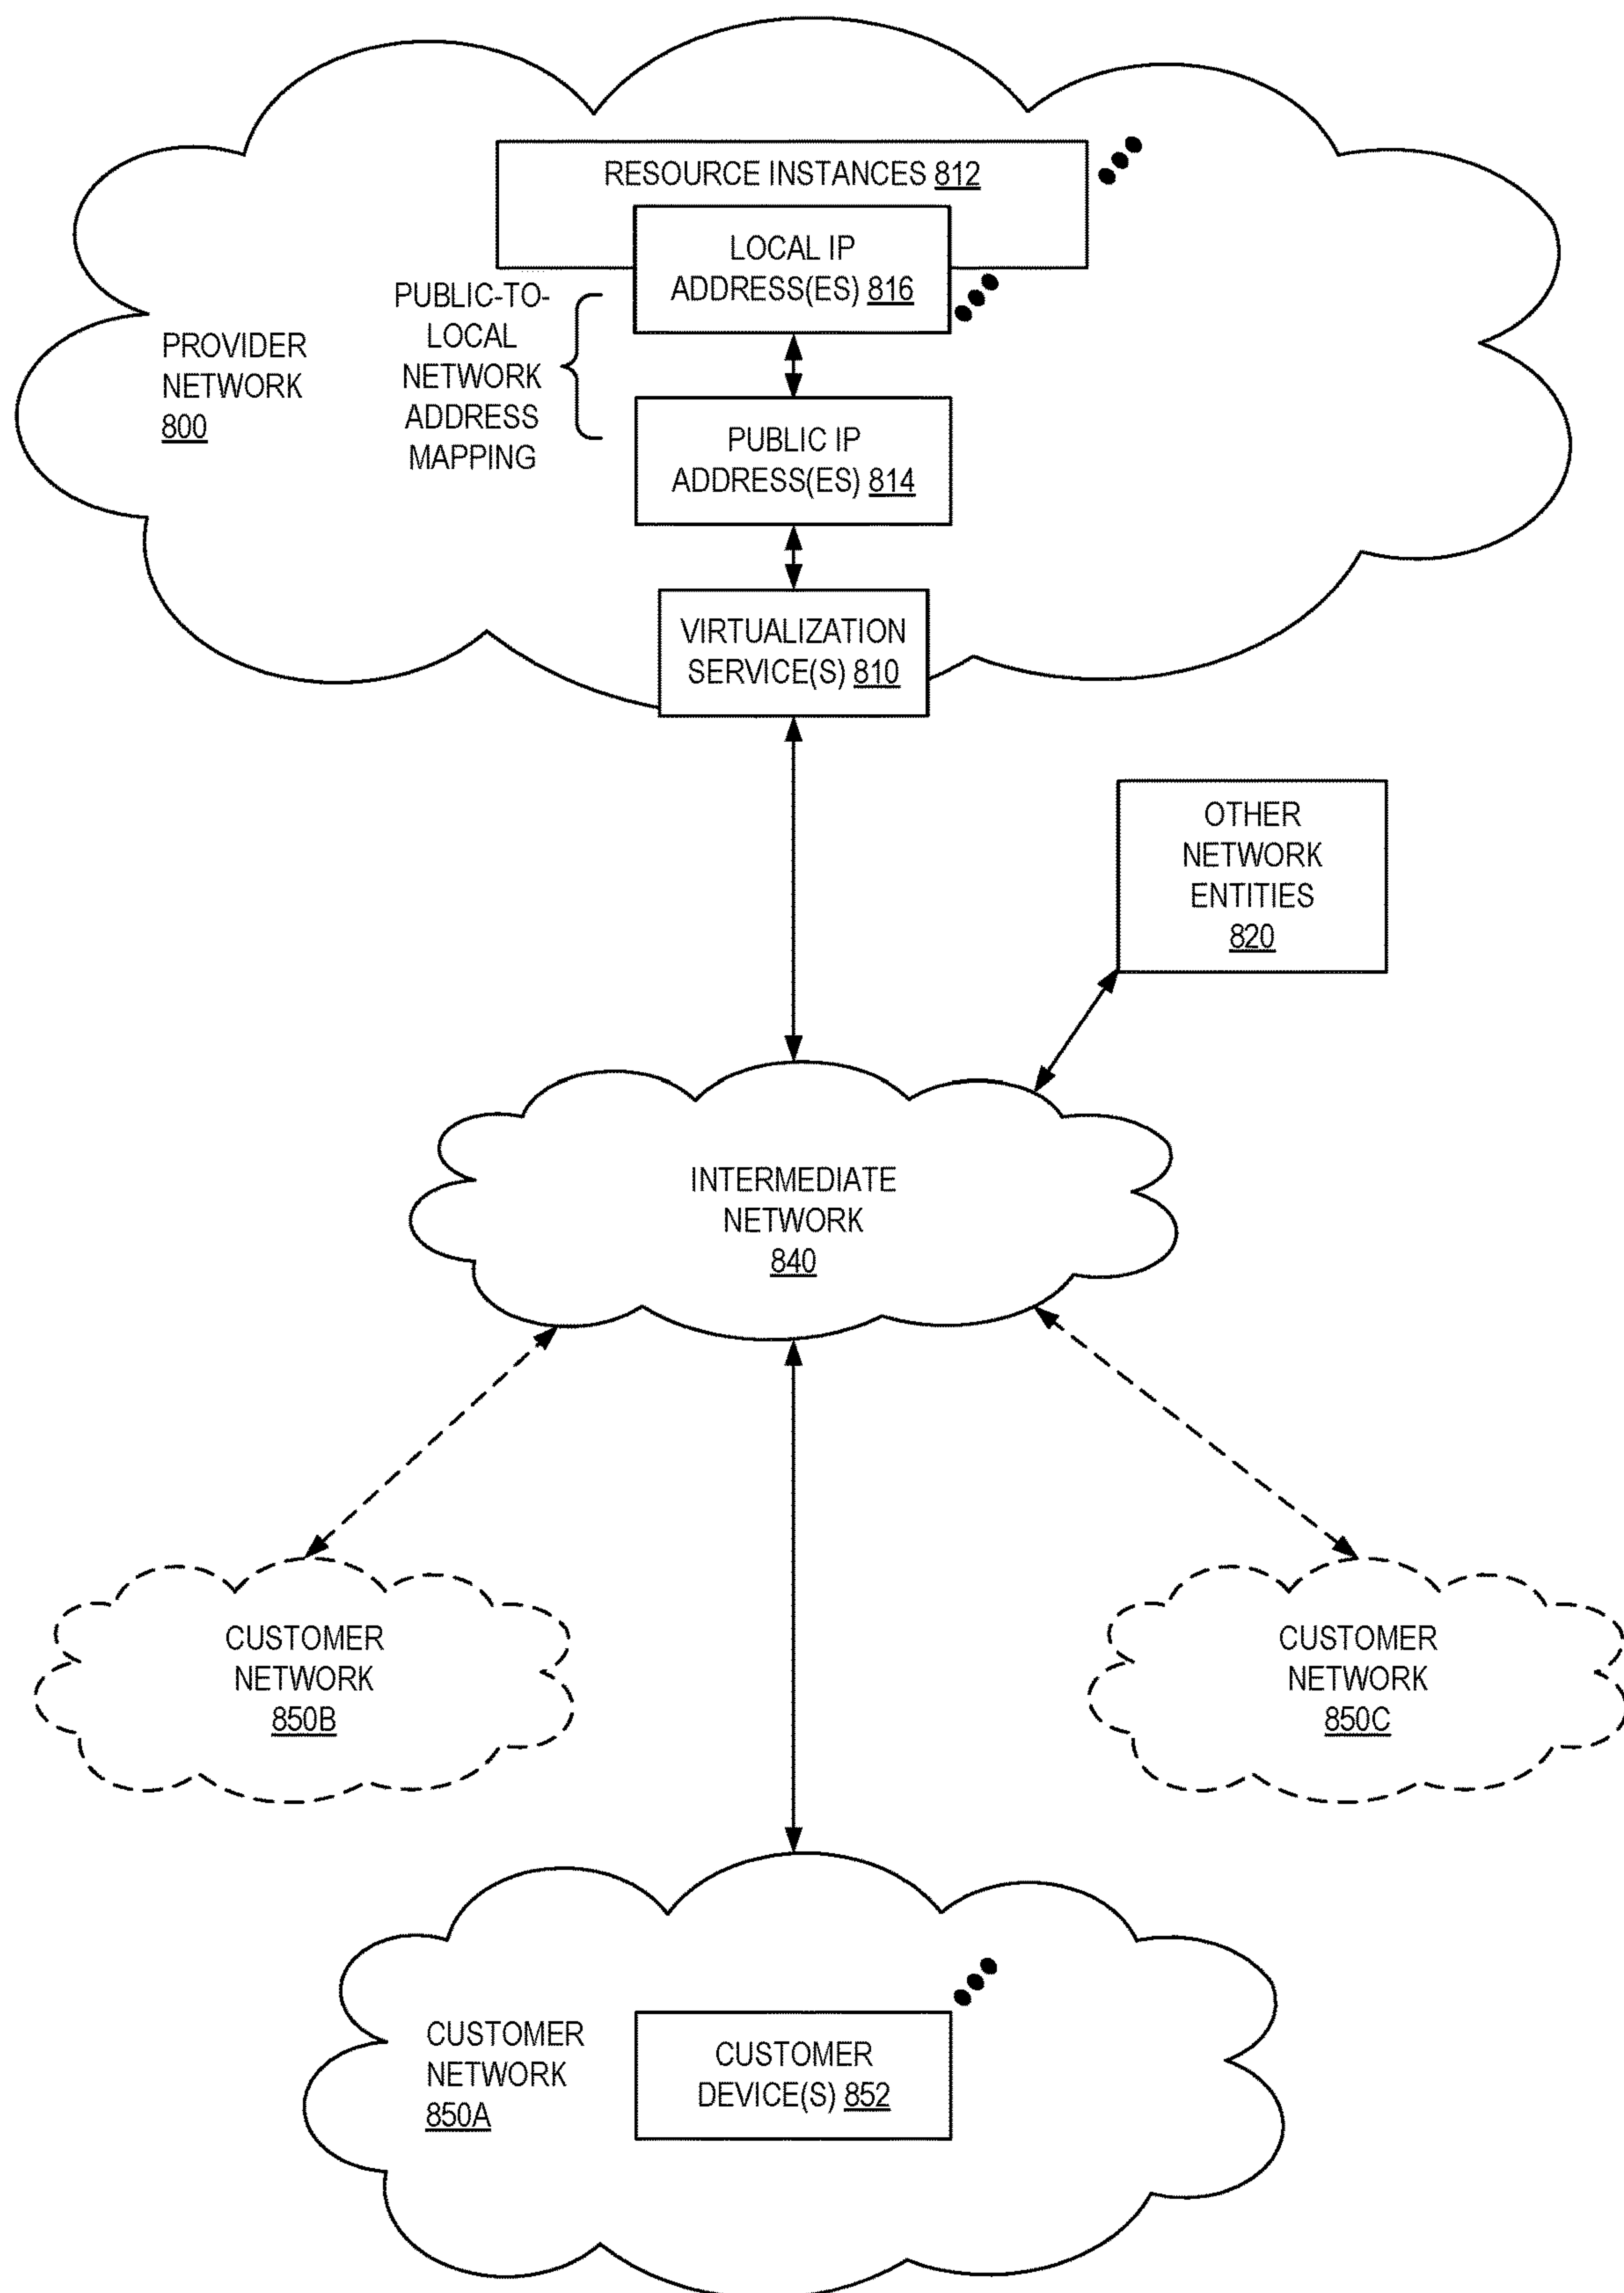 RESOURCE INSTANCES 812
LOCAL IP
ADDRESS(ES) 816
PUBLIC-TO-
LOCAL
NETWORK
ADDRESS
MAPPING
PROVIDER
NETWORK
800
PUBLIC IP
ADDRESS(ES) 814
VIRTUALIZATION
SERVICE(S) 810
OTHER
NETWORK
ENTITIES
820
INTERMEDIATE
NETWORK
840
CUSTOMER
NETWORK
850B
CUSTOMER
NETWORK
850C
CUSTOMER
NETWORK
850A
CUSTOMER
DEVICE(S) 852